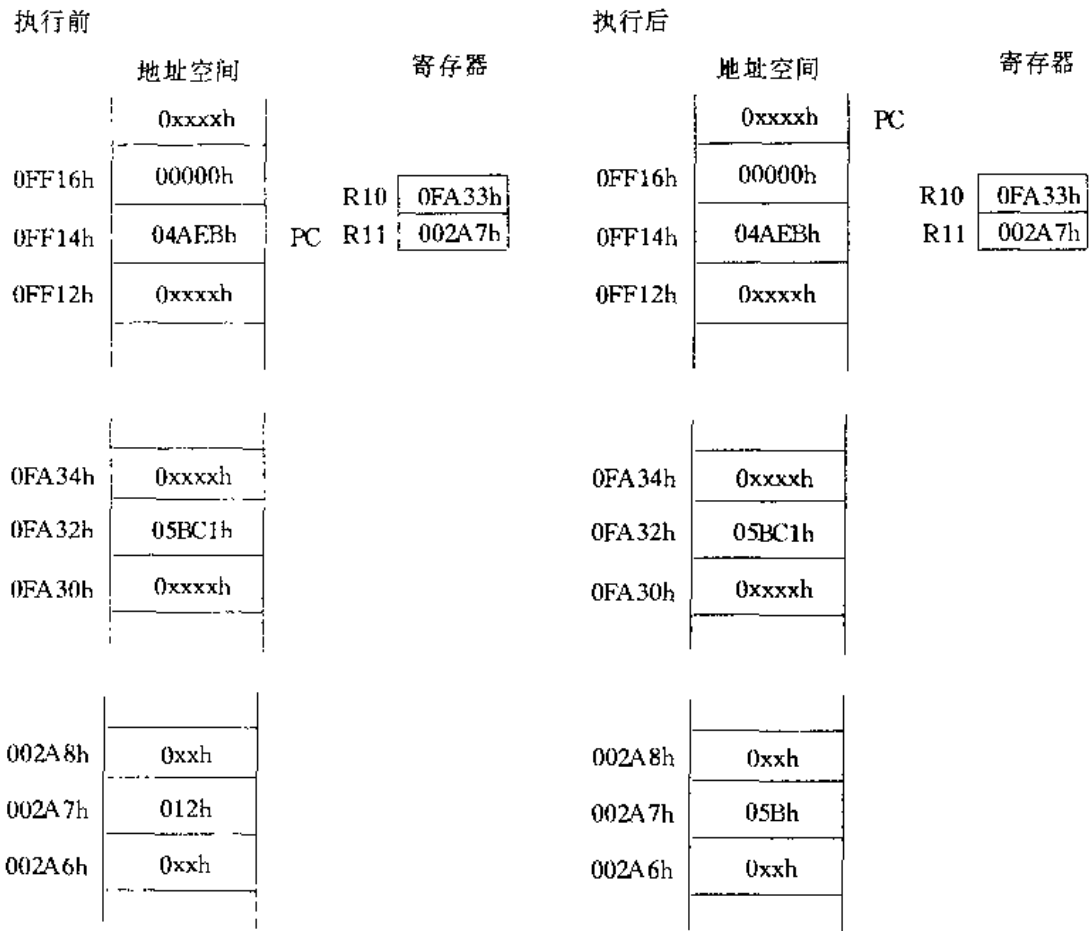 执行前
地址空间 寄存器
0xxxxh
0FF16h 00000h
R10 0FA33h
0FF14h 04AEBh PC R11 002A7h
0FF12h 0xxxxh
0FA34h 0xxxxh
0FA32h 05BC1h
0FA30h 0xxxxh
002A8h 0xxh
002A7h 012h
002A6h 0xxh
执行后
地址空间 寄存器
0xxxxh PC
0FF16h 00000h
R10 0FA33h
0FF14h 04AEBh R11 002A7h
0FF12h 0xxxxh
0FA34h 0xxxxh
0FA32h 05BC1h
0FA30h 0xxxxh
002A8h 0xxh
002A7h 05Bh
002A6h 0xxh